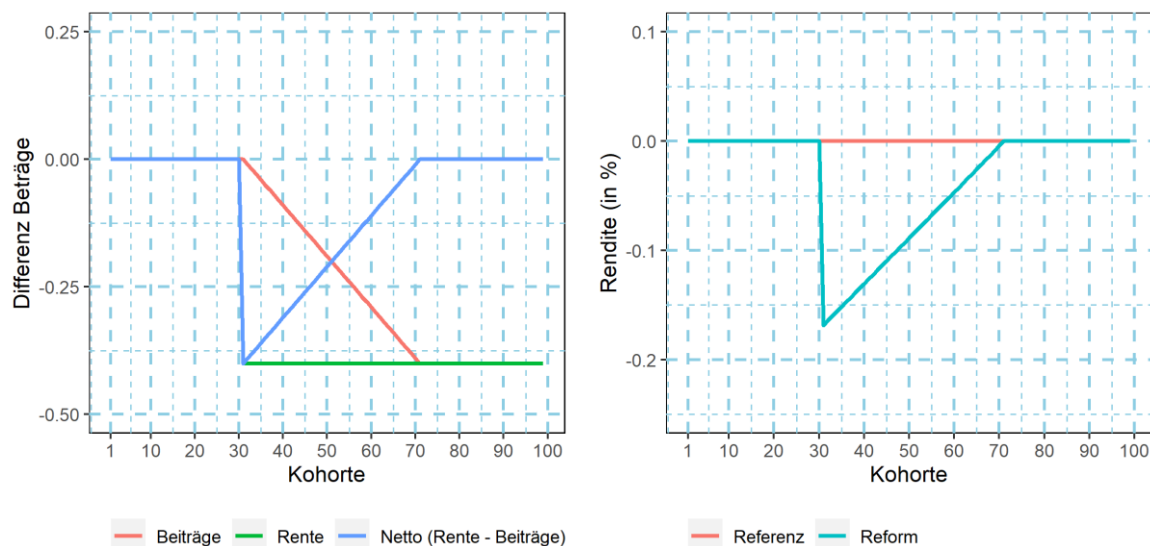 Differenz Beträge
0.25
0.00
-0.25
-0.50
1 10 20 30 40 50 60 70 80 90 100
Kohorte
Beiträge Rente Netto (Rente - Beiträge)
Rendite (in %)
0.1
0.0
-0.1
-0.2
1 10 20 30 40 50 60 70 80 90 100
Kohorte
Referenz Reform